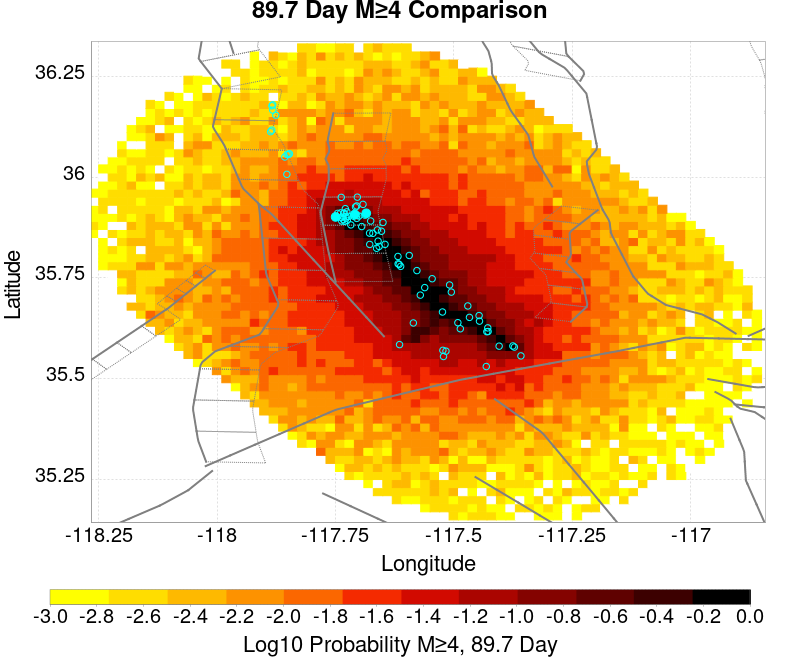 89.7 Day M≥4 Comparison
36.25
36
35.75
35.5
35.25
Latitude
-118.25 -118 -117.75 -117.5 -117.25 -117
Longitude
-3.0 -2.8 -2.6 -2.4 -2.2 -2.0 -1.8 -1.6 -1.4 -1.2 -1.0 -0.8 -0.6 -0.4 -0.2 0.0
Log10 Probability M≥4, 89.7 Day